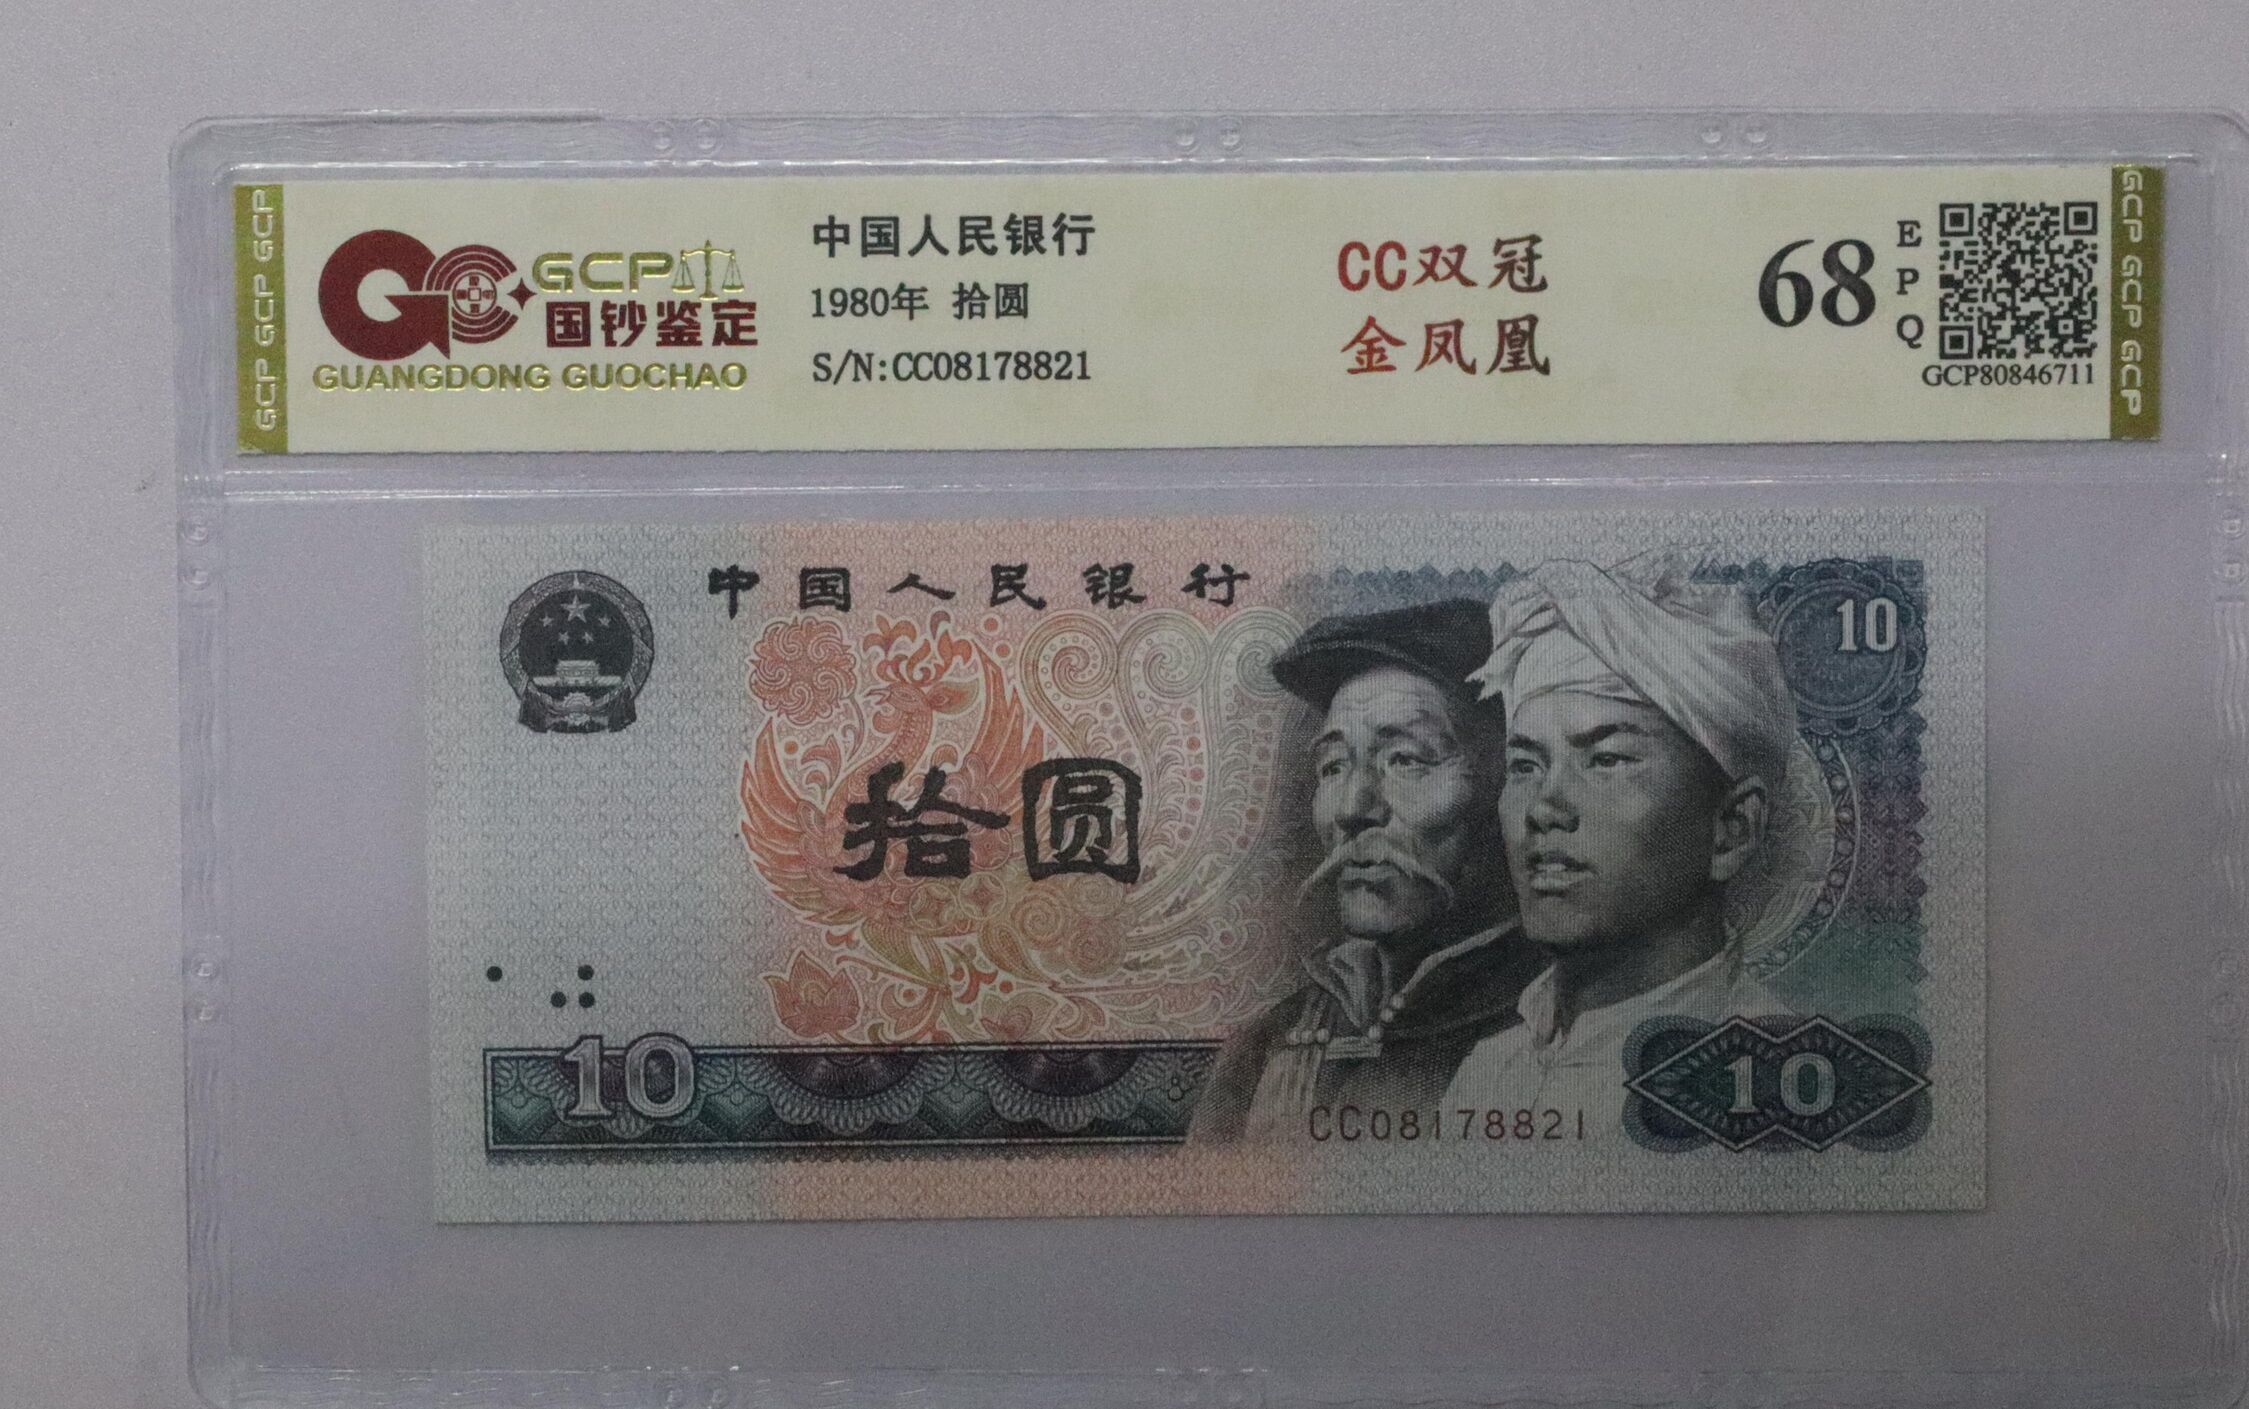 GCP GCP GCP
GCP
国钞鉴定
GUANGDONG GUOCHAO
中国人民银行
1980年 拾圆
S/N:CC08178821
CC双冠
金凤凰
68
EPQ
GCP80846711
GCP GCP GCP
中国人民银行
10
拾圆
10
10
CC08178821